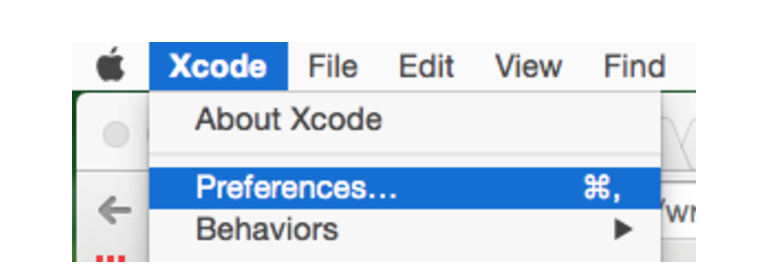 Xcode File Edit View Find
About Xcode
Preferences... ⌘,
Behaviors